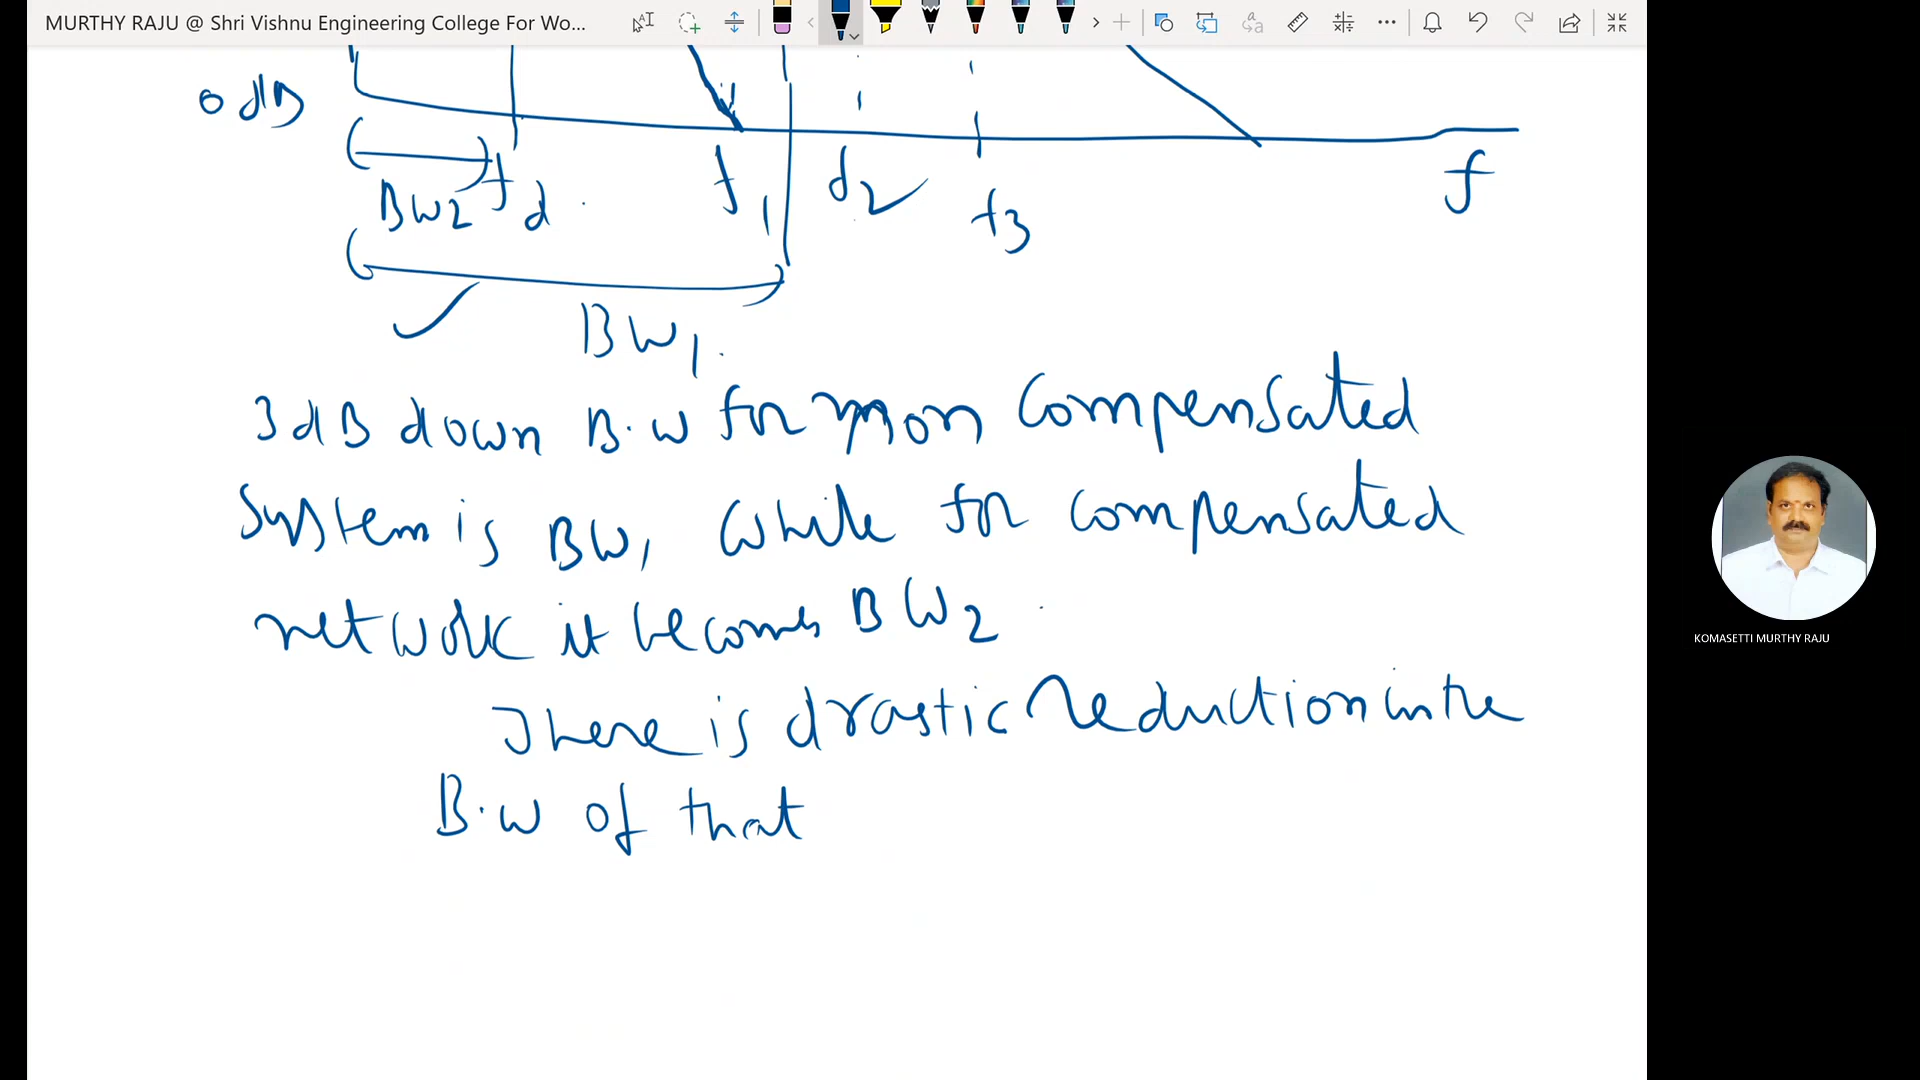 MURTHY RAJU @ Shri Vishnu Engineering College For Wo...
0 dB
BW2 fd f1 d2 f3 f
BW1.
3 dB down B.W for non Compensated
System is BW1 While for compensated
network it becomes BW2
There is drastic reduction in the
B.W of that
KOMASETTI MURTHY RAJU